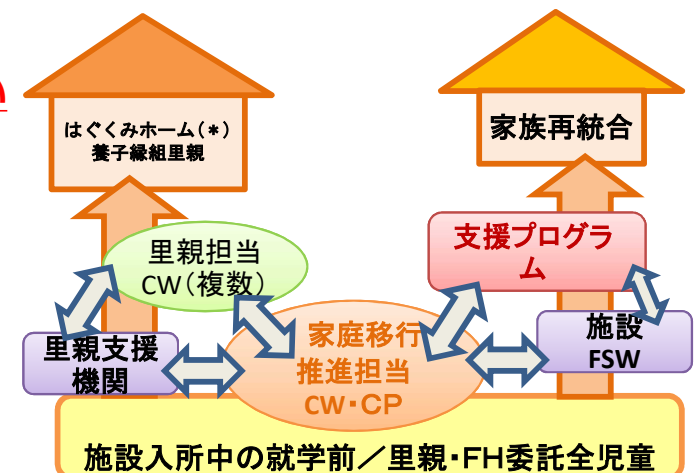 はぐくみホーム(*)
養子縁組里親
家族再統合
里親担当
CW(複数)
支援プログラ
ム
里親支援
機関
家庭移行
推進担当
CW・CP
施設
FSW
施設入所中の就学前/里親・FH委託全児童